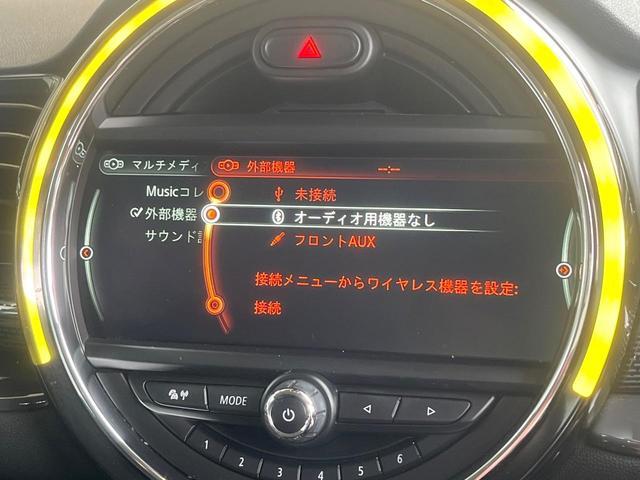 マルチメディ
外部機器
--:--
Musicコレ
未接続
外部機器
オーディオ用機器なし
サウンド
フロントAUX
接続メニューからワイヤレス機器を設定:
接続
MODE
1
2
3
4
5
6